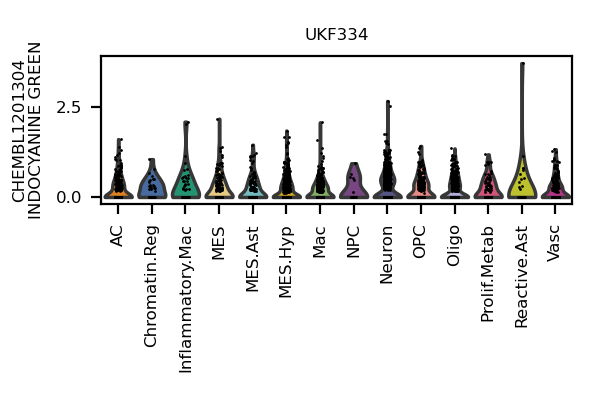 UKF334
CHEMBL1201304
INDOCYANINE GREEN
2.5
0.0
AC
Chromatin.Reg
Inflammatory.Mac
MES
MES.Ast
MES.Hyp
Mac
NPC
Neuron
OPC
Oligo
Prolif.Metab
Reactive.Ast
Vasc